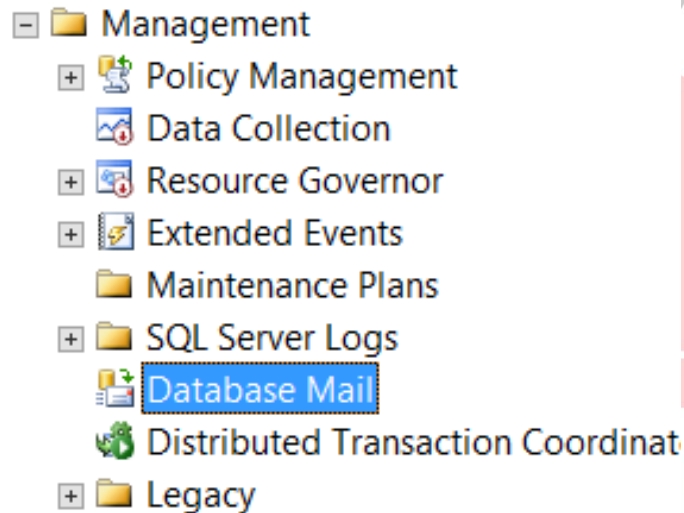 Management
Policy Management
Data Collection
Resource Governor
Extended Events
Maintenance Plans
SQL Server Logs
Database Mail
Distributed Transaction Coordinat
Legacy